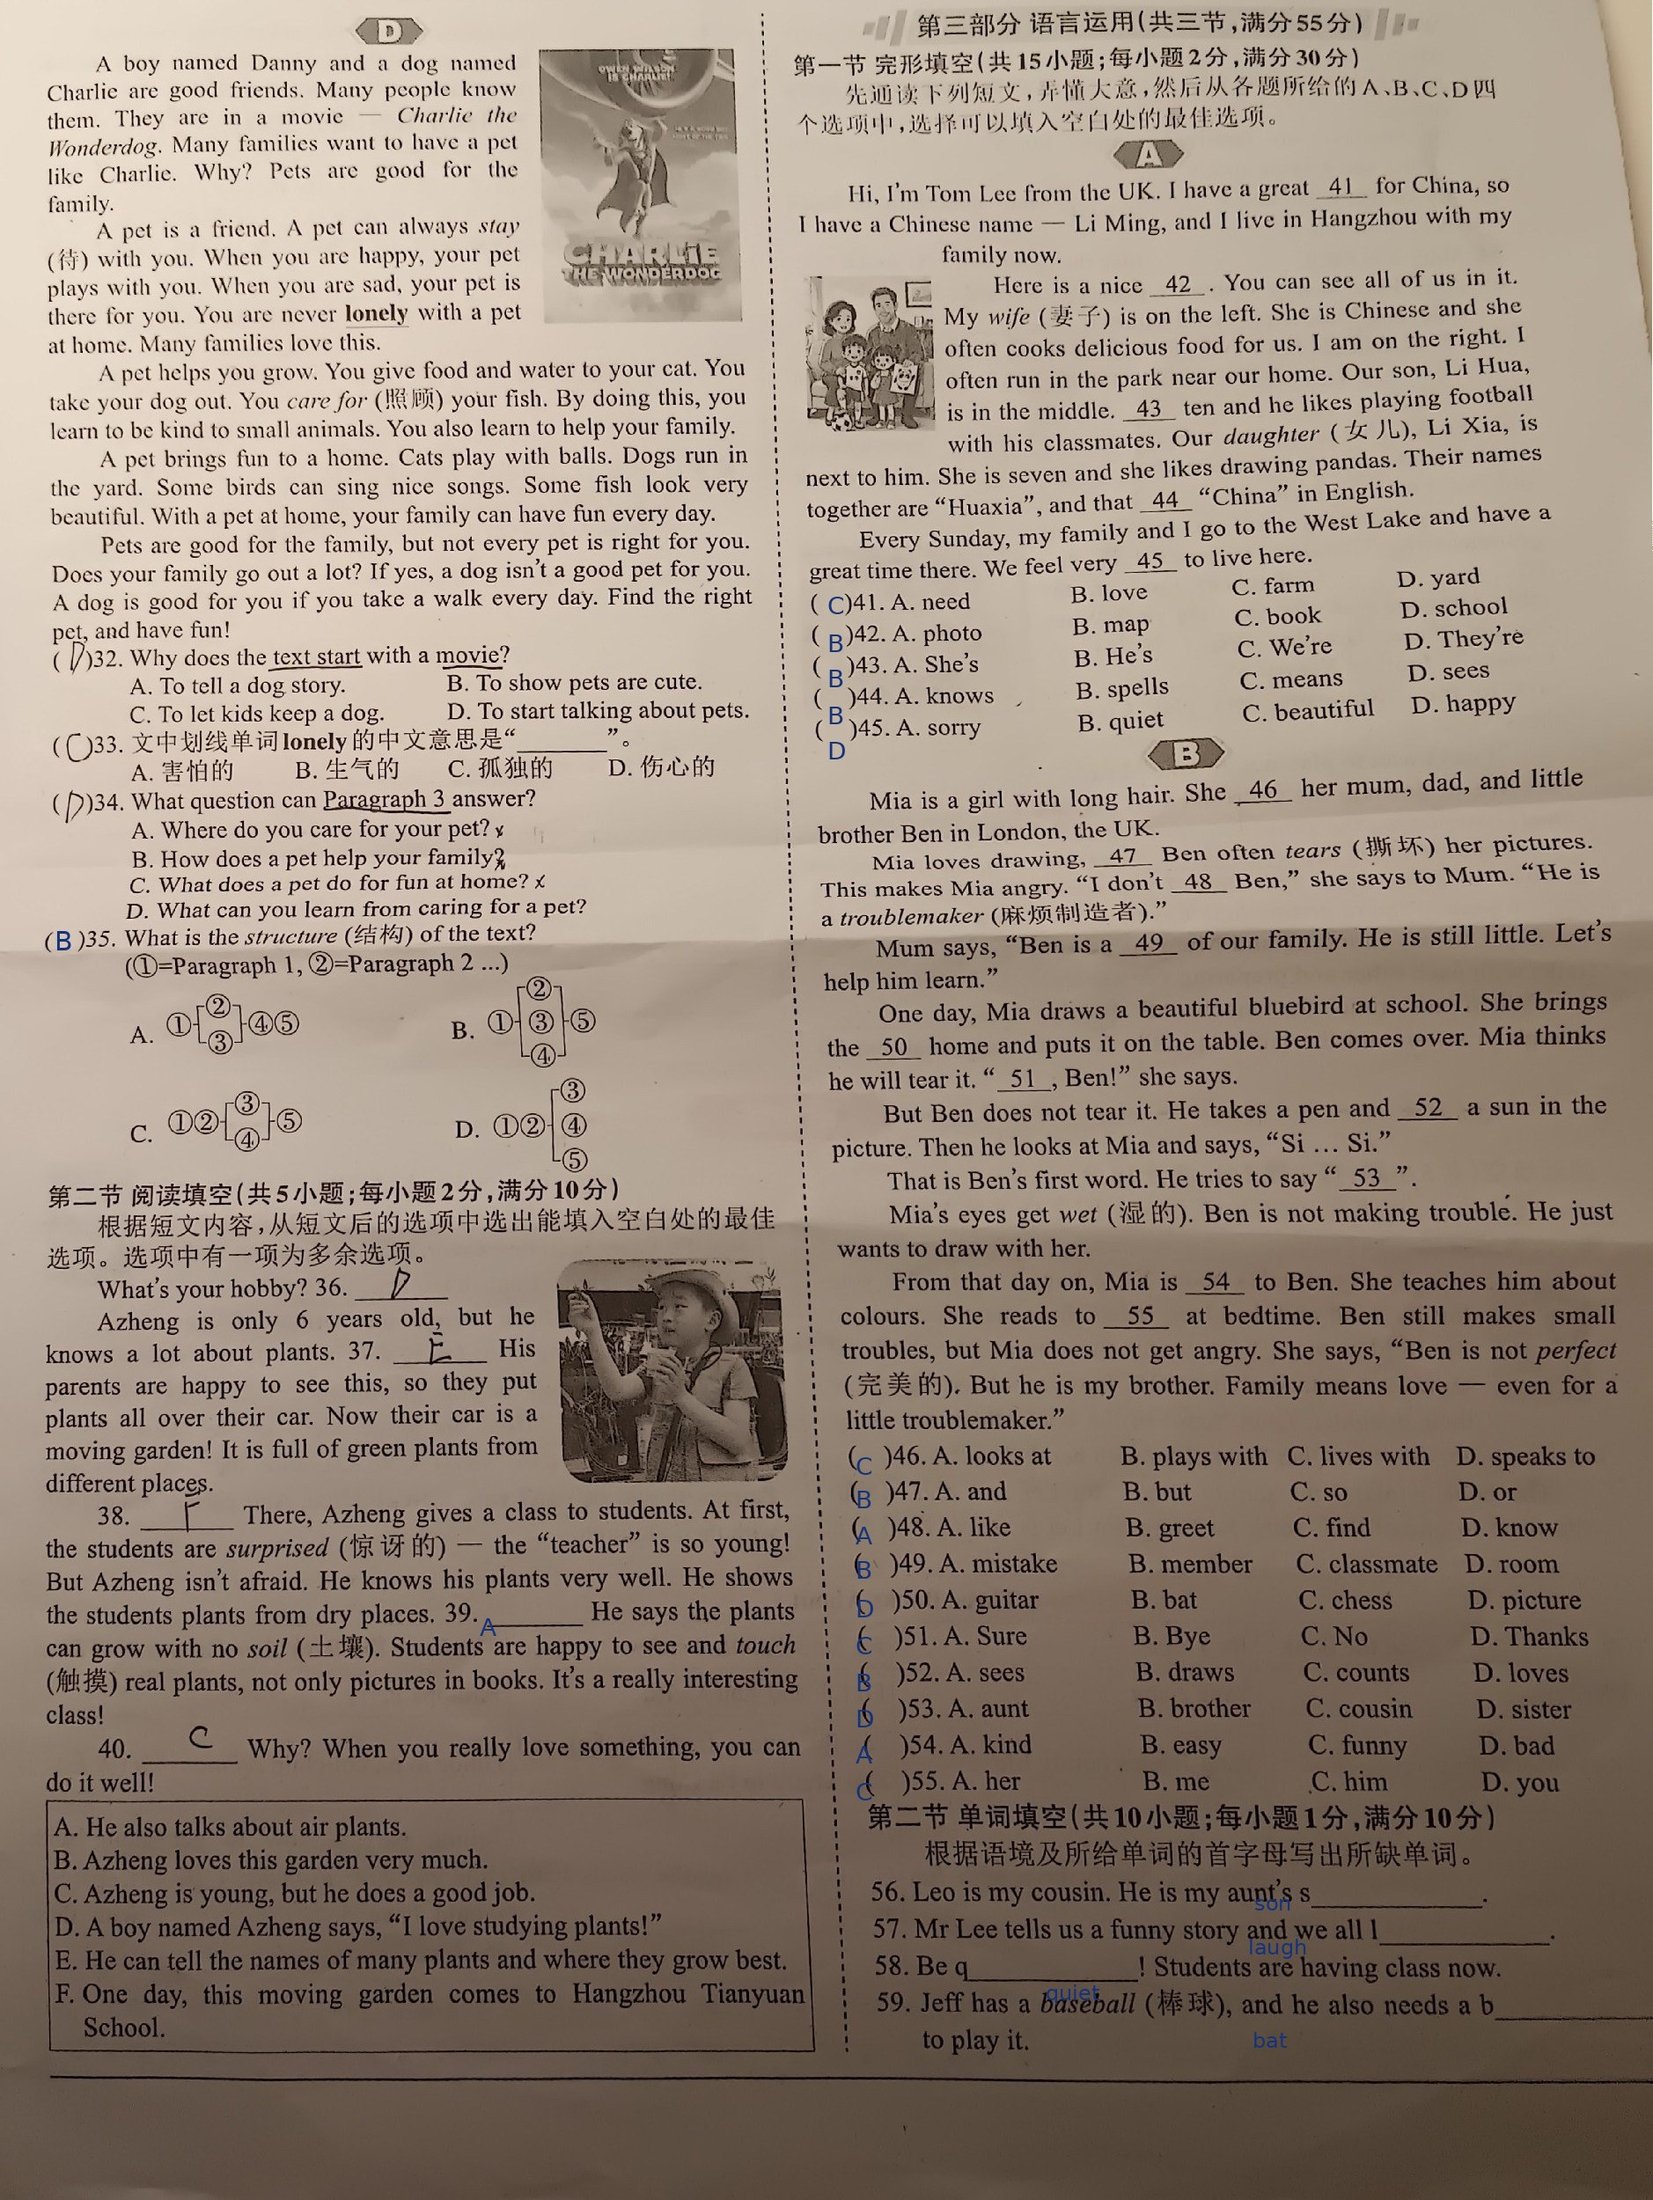 D
A boy named Danny and a dog named
Charlie are good friends. Many people know
them. They are in a movie — Charlie the
Wonderdog. Many families want to have a pet
like Charlie. Why? Pets are good for the
family.
A pet is a friend. A pet can always stay
(待) with you. When you are happy, your pet
plays with you. When you are sad, your pet is
there for you. You are never lonely with a pet
at home. Many families love this.
OWEN WILSON
IS CHARLIE!
CHARLIE
THE WONDERDOG
A pet helps you grow. You give food and water to your cat. You
take your dog out. You care for (照顾) your fish. By doing this, you
learn to be kind to small animals. You also learn to help your family.
A pet brings fun to a home. Cats play with balls. Dogs run in
the yard. Some birds can sing nice songs. Some fish look very
beautiful. With a pet at home, your family can have fun every day.
Pets are good for the family, but not every pet is right for you.
Does your family go out a lot? If yes, a dog isn't a good pet for you.
A dog is good for you if you take a walk every day. Find the right
pet, and have fun!
( D )32. Why does the text start with a movie?
A. To tell a dog story. B. To show pets are cute.
C. To let kids keep a dog. D. To start talking about pets.
( C )33. 文中划线单词lonely的中文意思是“_______”。
A. 害怕的 B. 生气的 C. 孤独的 D. 伤心的
( D )34. What question can Paragraph 3 answer?
A. Where do you care for your pet? x
B. How does a pet help your family? x
C. What does a pet do for fun at home? x
D. What can you learn from caring for a pet?
( B )35. What is the structure (结构) of the text?
(①=Paragraph 1, ②=Paragraph 2 ...)
A. ①②③④⑤ B. ①②③④⑤
C. ①②③④⑤ D. ①②③④⑤
第二节 阅读填空(共5小题;每小题2分,满分10分)
根据短文内容,从短文后的选项中选出能填入空白处的最佳
选项。选项中有一项为多余选项。
What's your hobby? 36. D
Azheng is only 6 years old, but he
knows a lot about plants. 37. E His
parents are happy to see this, so they put
plants all over their car. Now their car is a
moving garden! It is full of green plants from
different places.
38. F There, Azheng gives a class to students. At first,
the students are surprised (惊讶的) — the “teacher” is so young!
But Azheng isn't afraid. He knows his plants very well. He shows
the students plants from dry places. 39. A He says the plants
can grow with no soil (土壤). Students are happy to see and touch
(触摸) real plants, not only pictures in books. It's a really interesting
class!
40. C Why? When you really love something, you can
do it well!
A. He also talks about air plants.
B. Azheng loves this garden very much.
C. Azheng is young, but he does a good job.
D. A boy named Azheng says, “I love studying plants!”
E. He can tell the names of many plants and where they grow best.
F. One day, this moving garden comes to Hangzhou Tianyuan
School.
第三部分 语言运用(共三节,满分55分)
第一节 完形填空(共15小题;每小题2分,满分30分)
先通读下列短文,弄懂大意,然后从各题所给的A、B、C、D四
个选项中,选择可以填入空白处的最佳选项。
A
Hi, I'm Tom Lee from the UK. I have a great 41 for China, so
I have a Chinese name — Li Ming, and I live in Hangzhou with my
family now.
Here is a nice 42 . You can see all of us in it.
My wife (妻子) is on the left. She is Chinese and she
often cooks delicious food for us. I am on the right. I
often run in the park near our home. Our son, Li Hua,
is in the middle. 43 ten and he likes playing football
with his classmates. Our daughter (女儿), Li Xia, is
next to him. She is seven and she likes drawing pandas. Their names
together are “Huaxia”, and that 44 “China” in English.
Every Sunday, my family and I go to the West Lake and have a
great time there. We feel very 45 to live here.
( C )41. A. need B. love C. farm D. yard
( B )42. A. photo B. map C. book D. school
( B )43. A. She's B. He's C. We're D. They're
( B )44. A. knows B. spells C. means D. sees
( D )45. A. sorry B. quiet C. beautiful D. happy
B
Mia is a girl with long hair. She 46 her mum, dad, and little
brother Ben in London, the UK.
Mia loves drawing, 47 Ben often tears (撕坏) her pictures.
This makes Mia angry. “I don't 48 Ben,” she says to Mum. “He is
a troublemaker (麻烦制造者).”
Mum says, “Ben is a 49 of our family. He is still little. Let's
help him learn.”
One day, Mia draws a beautiful bluebird at school. She brings
the 50 home and puts it on the table. Ben comes over. Mia thinks
he will tear it. “ 51 , Ben!” she says.
But Ben does not tear it. He takes a pen and 52 a sun in the
picture. Then he looks at Mia and says, “Si ... Si.”
That is Ben's first word. He tries to say “ 53 ”.
Mia's eyes get wet (湿的). Ben is not making trouble. He just
wants to draw with her.
From that day on, Mia is 54 to Ben. She teaches him about
colours. She reads to 55 at bedtime. Ben still makes small
troubles, but Mia does not get angry. She says, “Ben is not perfect
(完美的). But he is my brother. Family means love — even for a
little troublemaker.”
( C )46. A. looks at B. plays with C. lives with D. speaks to
( B )47. A. and B. but C. so D. or
( A )48. A. like B. greet C. find D. know
( B )49. A. mistake B. member C. classmate D. room
( D )50. A. guitar B. bat C. chess D. picture
( C )51. A. Sure B. Bye C. No D. Thanks
( B )52. A. sees B. draws C. counts D. loves
( D )53. A. aunt B. brother C. cousin D. sister
( A )54. A. kind B. easy C. funny D. bad
( C )55. A. her B. me C. him D. you
第二节 单词填空(共10小题;每小题1分,满分10分)
根据语境及所给单词的首字母写出所缺单词。
56. Leo is my cousin. He is my aunt's s____________.
son
57. Mr Lee tells us a funny story and we all l____________.
laugh
58. Be q____________! Students are having class now.
quiet
59. Jeff has a baseball (棒球), and he also needs a b____________
to play it.
bat